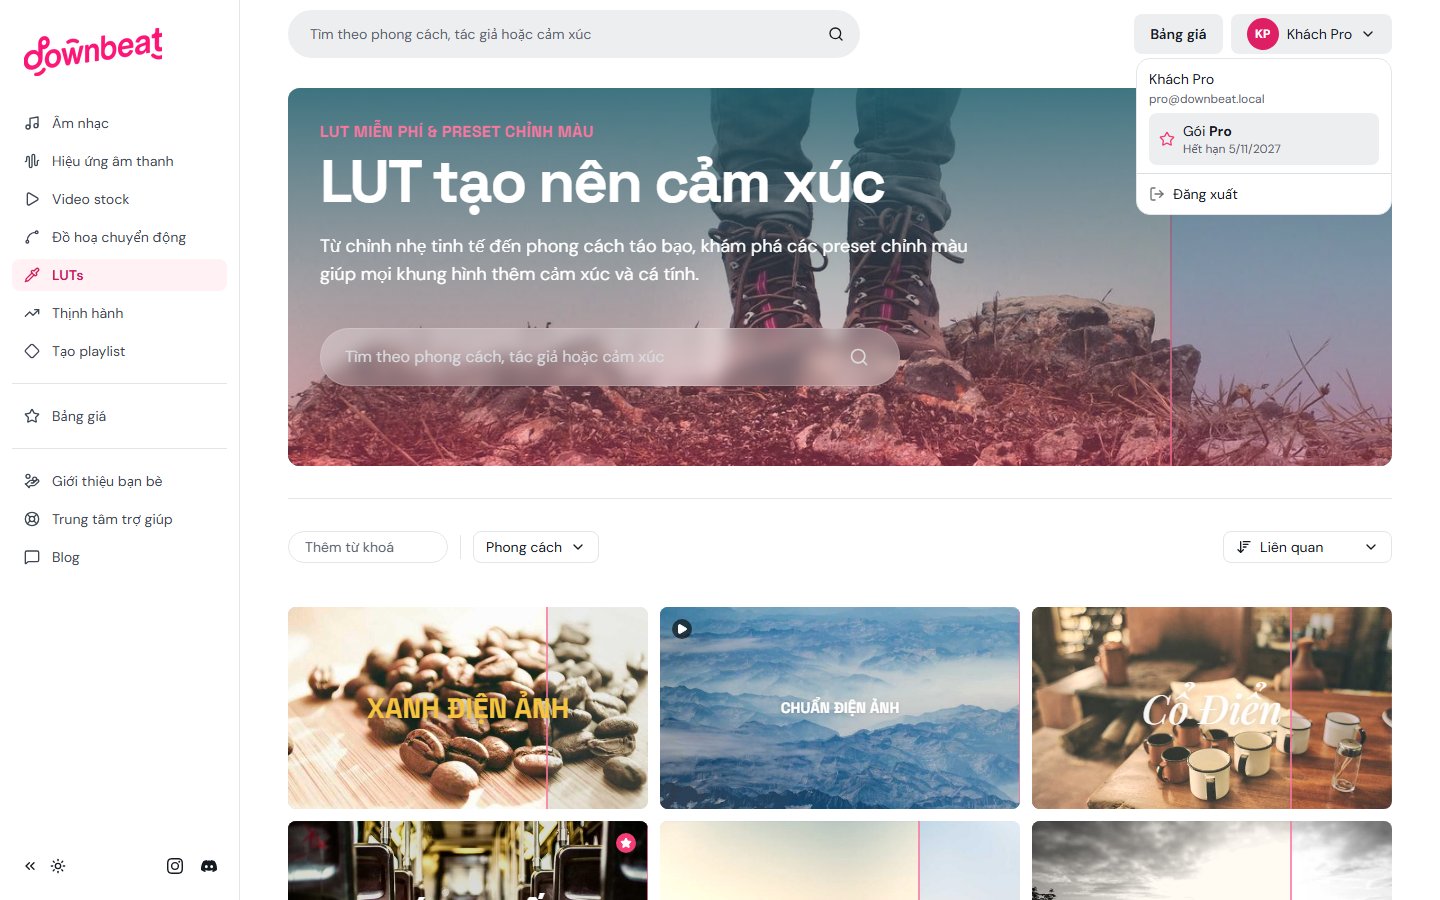 downbeat
Tìm theo phong cách, tác giả hoặc cảm xúc
Bảng giá
KP
Khách Pro
Khách Pro
pro@downbeat.local
Gói Pro
Hết hạn 5/11/2027
Đăng xuất
Âm nhạc
Hiệu ứng âm thanh
Video stock
Đồ hoạ chuyển động
LUTs
Thịnh hành
Tạo playlist
Bảng giá
Giới thiệu bạn bè
Trung tâm trợ giúp
Blog
LUT MIỄN PHÍ & PRESET CHỈNH MÀU
LUT tạo nên cảm xúc
Từ chỉnh nhẹ tinh tế đến phong cách táo bạo, khám phá các preset chỉnh màu
giúp mọi khung hình thêm cảm xúc và cá tính.
Tìm theo phong cách, tác giả hoặc cảm xúc
Thêm từ khoá
Phong cách
Liên quan
XANH ĐIỆN ẢNH
CHUẨN ĐIỆN ẢNH
Cổ Điển